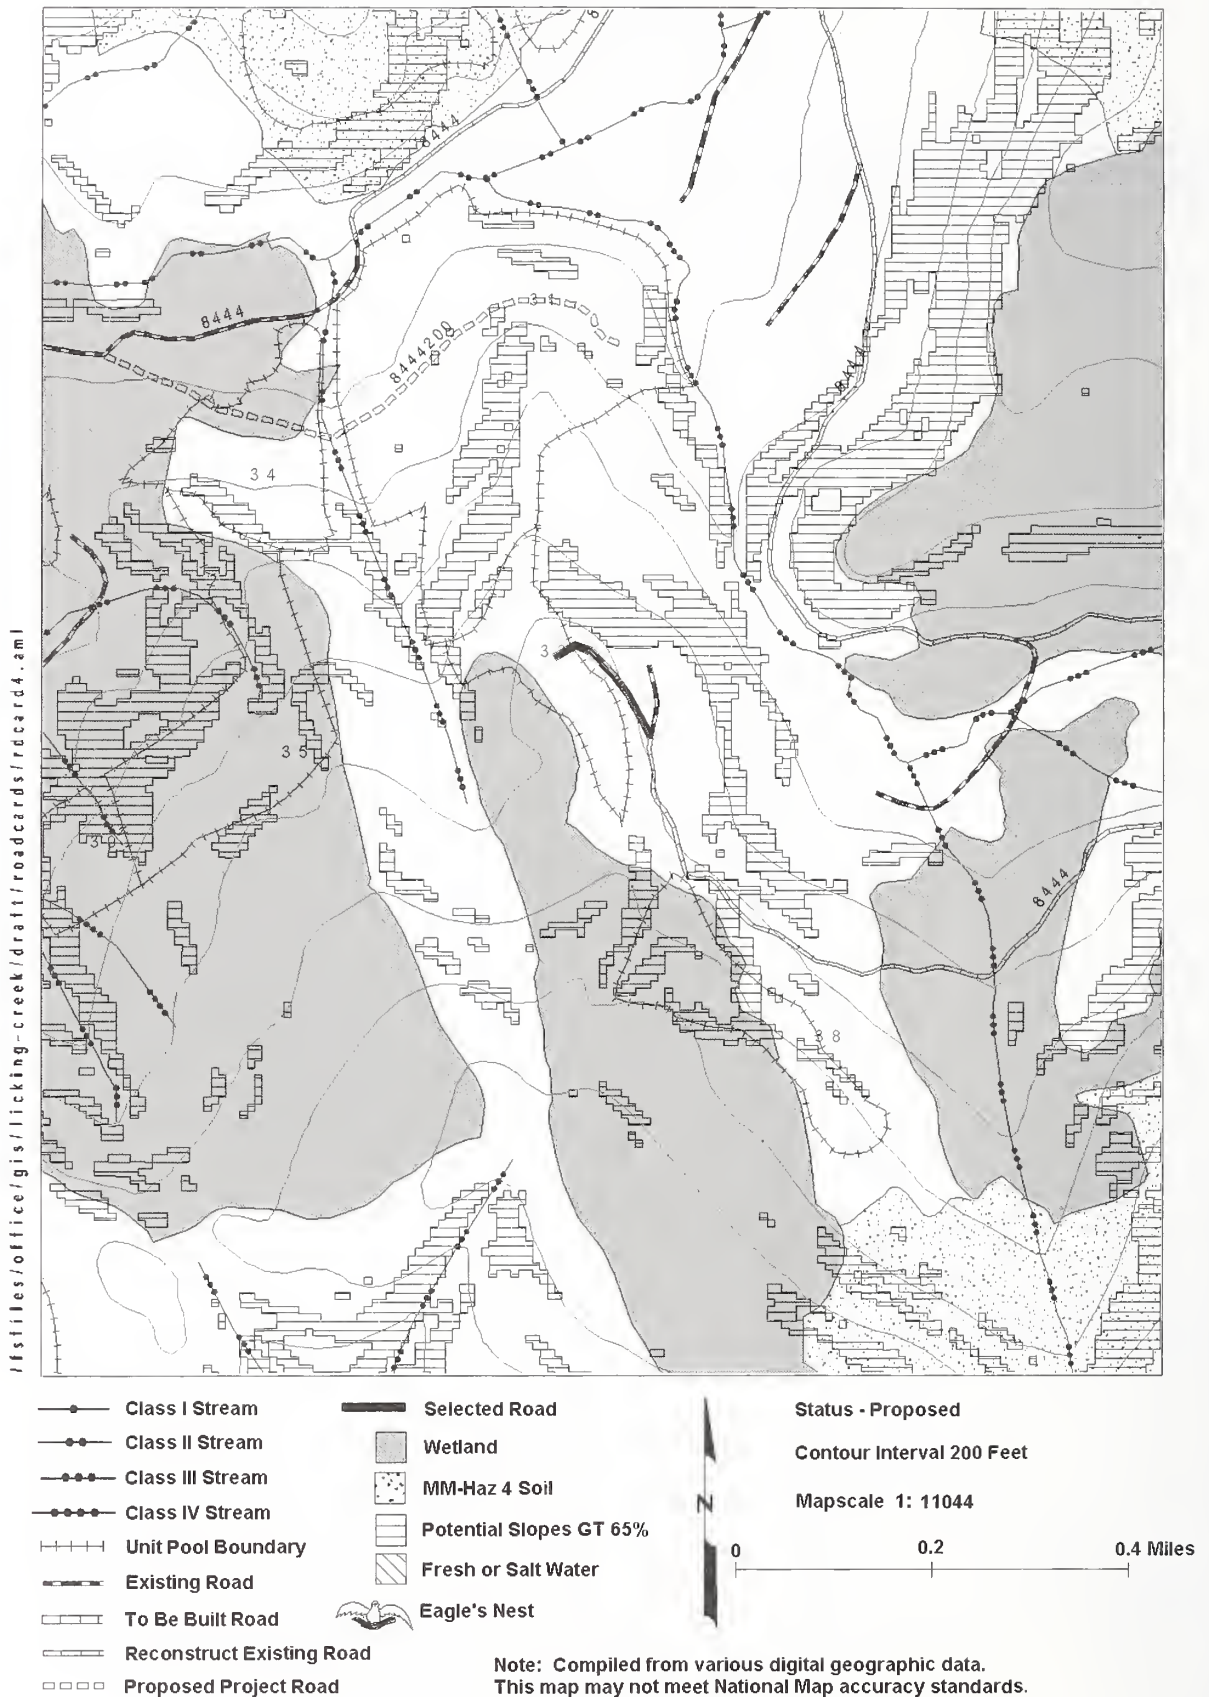 /fsfiles/office/gis/licking-creek/draft/roadcards/rdcard4.aml
8444
8444
8444200
31
8444
34
35
38
8444
Class I Stream
Class II Stream
Class III Stream
Class IV Stream
Unit Pool Boundary
Existing Road
To Be Built Road
Reconstruct Existing Road
Proposed Project Road
Selected Road
Wetland
MM-Haz 4 Soil
Potential Slopes GT 65%
Fresh or Salt Water
Eagle's Nest
N
Status - Proposed
Contour Interval 200 Feet
Mapscale 1: 11044
0 0.2 0.4 Miles
Note: Compiled from various digital geographic data.
This map may not meet National Map accuracy standards.